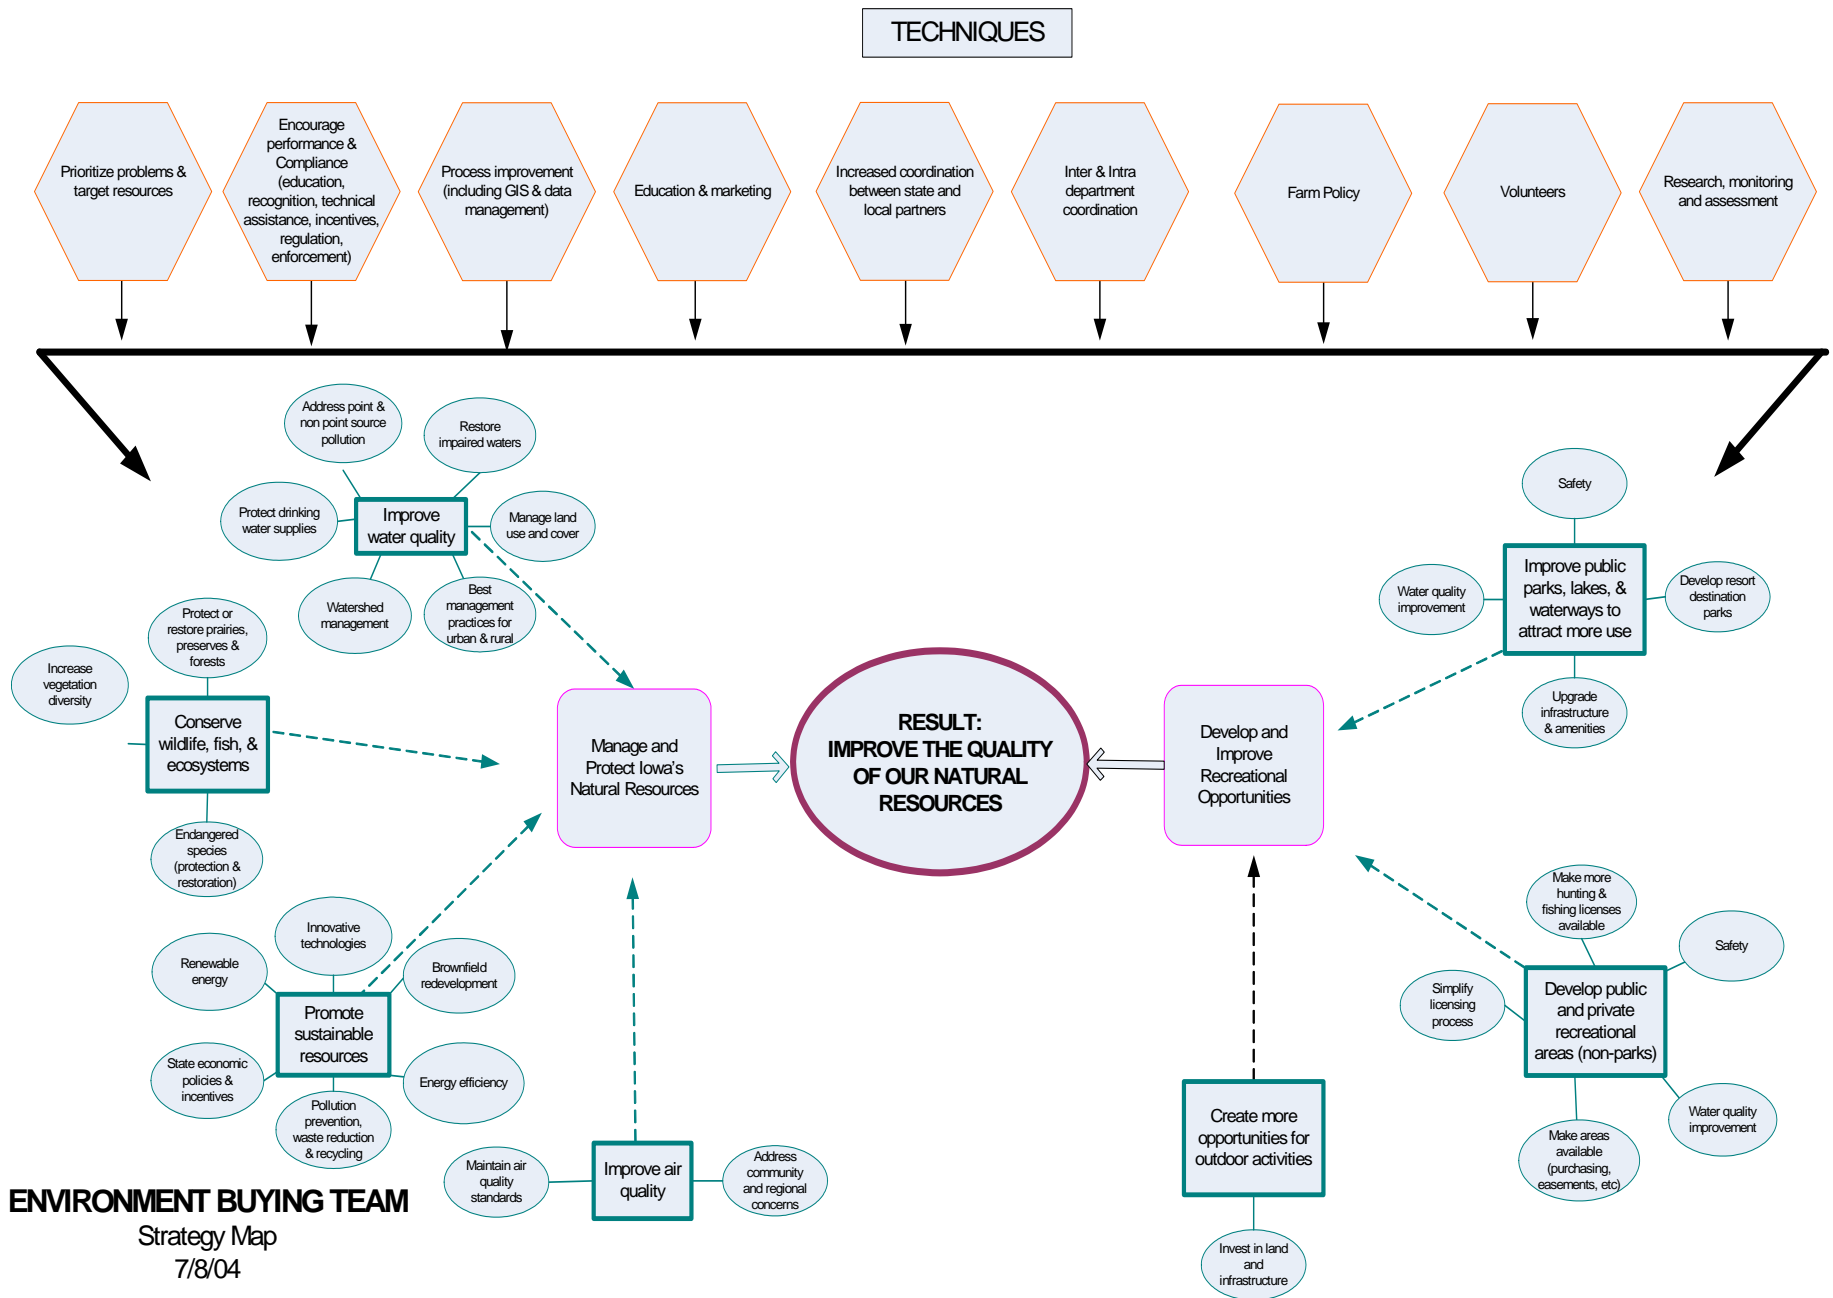 TECHNIQUES
Prioritize problems &
target resources
Encourage
performance &
Compliance
(education,
recognition, technical
assistance, incentives,
regulation,
enforcement)
Process improvement
(including GIS & data
management)
Education & marketing
Increased coordination
between state and
local partners
Inter & Intra
department
coordination
Farm Policy
Volunteers
Research, monitoring
and assessment
Address point &
non point source
pollution
Restore
impaired waters
Protect drinking
water supplies
Improve
water quality
Manage land
use and cover
Watershed
management
Best
management
practices for
urban & rural
Protect or
restore prairies,
preserves &
forests
Increase
vegetation
diversity
Conserve
wildlife, fish, &
ecosystems
Endangered
species
(protection &
restoration)
Innovative
technologies
Renewable
energy
Brownfield
redevelopment
Promote
sustainable
resources
State economic
policies &
incentives
Energy efficiency
Pollution
prevention,
waste reduction
& recycling
Maintain air
quality
standards
Improve air
quality
Address
community
and regional
concerns
Manage and
Protect Iowa's
Natural Resources
RESULT:
IMPROVE THE QUALITY
OF OUR NATURAL
RESOURCES
Develop and
Improve
Recreational
Opportunities
Safety
Water quality
improvement
Improve public
parks, lakes, &
waterways to
attract more use
Develop resort
destination
parks
Upgrade
infrastructure
& amenities
Make more
hunting &
fishing licenses
available
Safety
Simplify
licensing
process
Develop public
and private
recreational
areas (non-parks)
Water quality
improvement
Make areas
available
(purchasing,
easements, etc)
Create more
opportunities for
outdoor activities
Invest in land
and
infrastructure
ENVIRONMENT BUYING TEAM
Strategy Map
7/8/04